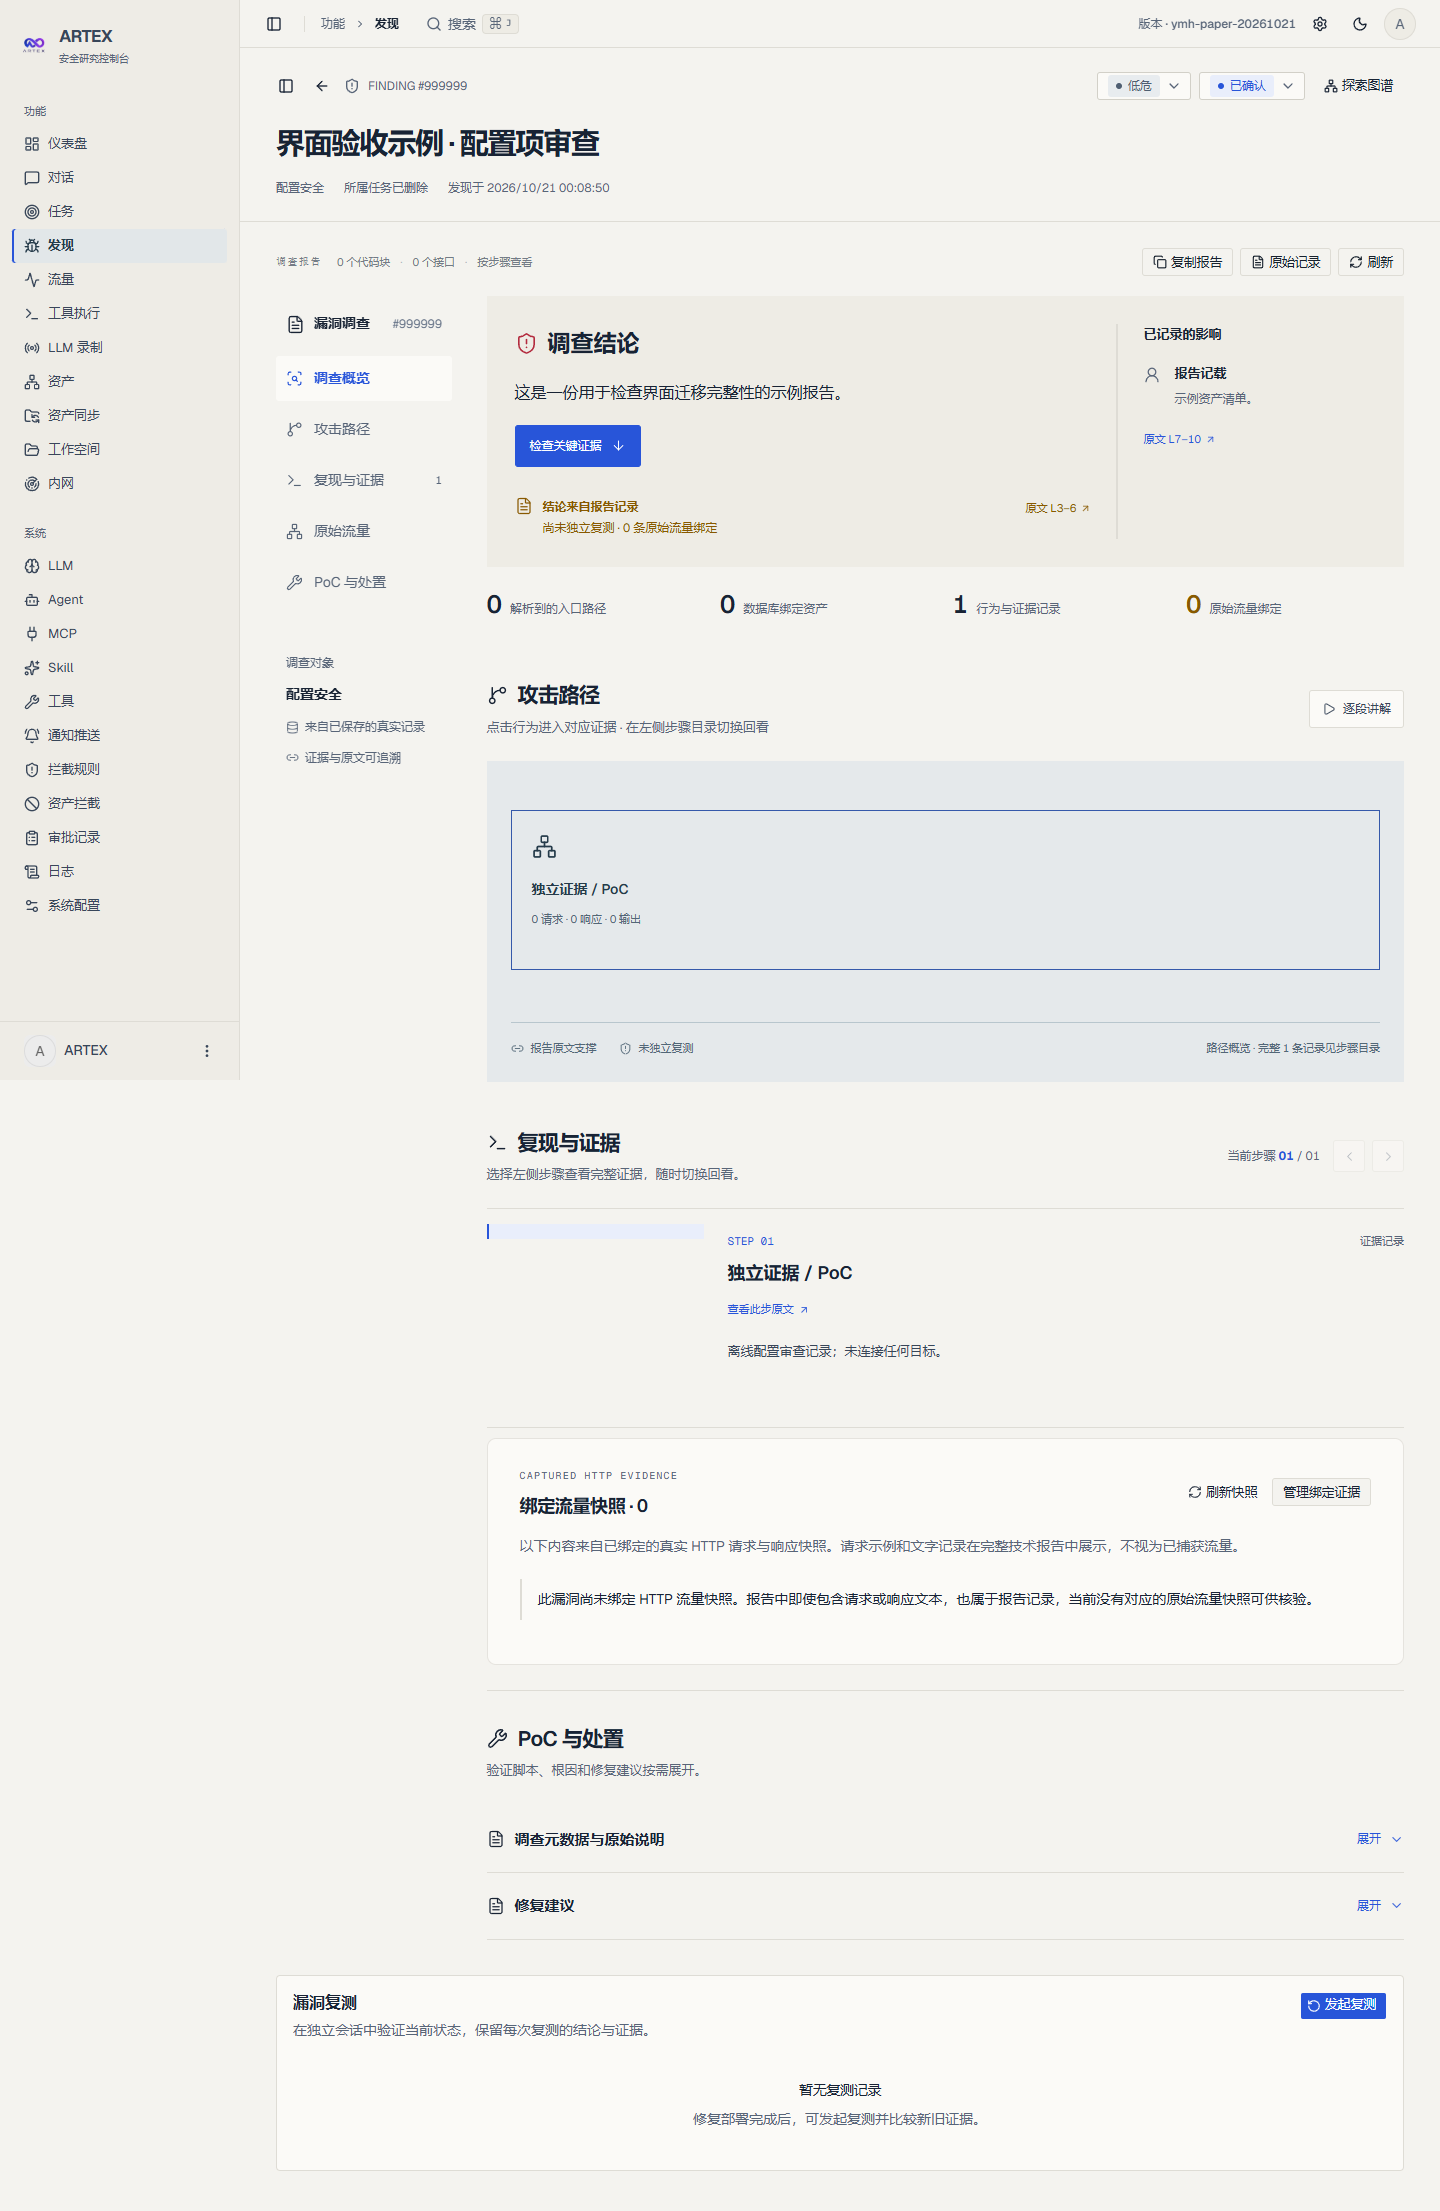 ARTEX
安全研究控制台
功能
仪表盘
对话
任务
发现
流量
工具执行
LLM 录制
资产
资产同步
工作空间
内网
系统
LLM
Agent
MCP
Skill
工具
通知推送
拦截规则
资产拦截
审批记录
日志
系统配置
A ARTEX
功能 > 发现 搜索 ⌘ J
版本 · ymh-paper-20261021 A
FINDING #999999
低危 已确认 探索图谱
界面验收示例 · 配置项审查
配置安全 所属任务已删除 发现于 2026/10/21 00:08:50
调查报告 0 个代码块 · 0 个接口 · 按步骤查看
复制报告 原始记录 刷新
漏洞调查 #999999
调查概览
攻击路径
复现与证据 1
原始流量
PoC 与处置
调查对象
配置安全
来自已保存的真实记录
证据与原文可追溯
调查结论
这是一份用于检查界面迁移完整性的示例报告。
检查关键证据 ↓
结论来自报告记录
尚未独立复测 · 0 条原始流量绑定
原文 L3–6 ↗
已记录的影响
报告记载
示例资产清单。
原文 L7–10 ↗
0 解析到的入口路径
0 数据库绑定资产
1 行为与证据记录
0 原始流量绑定
攻击路径
点击行为进入对应证据 · 在左侧步骤目录切换回看
逐段讲解
独立证据 / PoC
0 请求 · 0 响应 · 0 输出
报告原文支撑 未独立复测
路径概览 · 完整 1 条记录见步骤目录
复现与证据
选择左侧步骤查看完整证据，随时切换回看。
当前步骤 01 / 01
STEP 01
证据记录
独立证据 / PoC
查看此步原文 ↗
离线配置审查记录；未连接任何目标。
CAPTURED HTTP EVIDENCE
绑定流量快照 · 0
刷新快照 管理绑定证据
以下内容来自已绑定的真实 HTTP 请求与响应快照。请求示例和文字记录在完整技术报告中展示，不视为已捕获流量。
此漏洞尚未绑定 HTTP 流量快照。报告中即使包含请求或响应文本，也属于报告记录，当前没有对应的原始流量快照可供核验。
PoC 与处置
验证脚本、根因和修复建议按需展开。
调查元数据与原始说明 展开
修复建议 展开
漏洞复测
在独立会话中验证当前状态，保留每次复测的结论与证据。
发起复测
暂无复测记录
修复部署完成后，可发起复测并比较新旧证据。